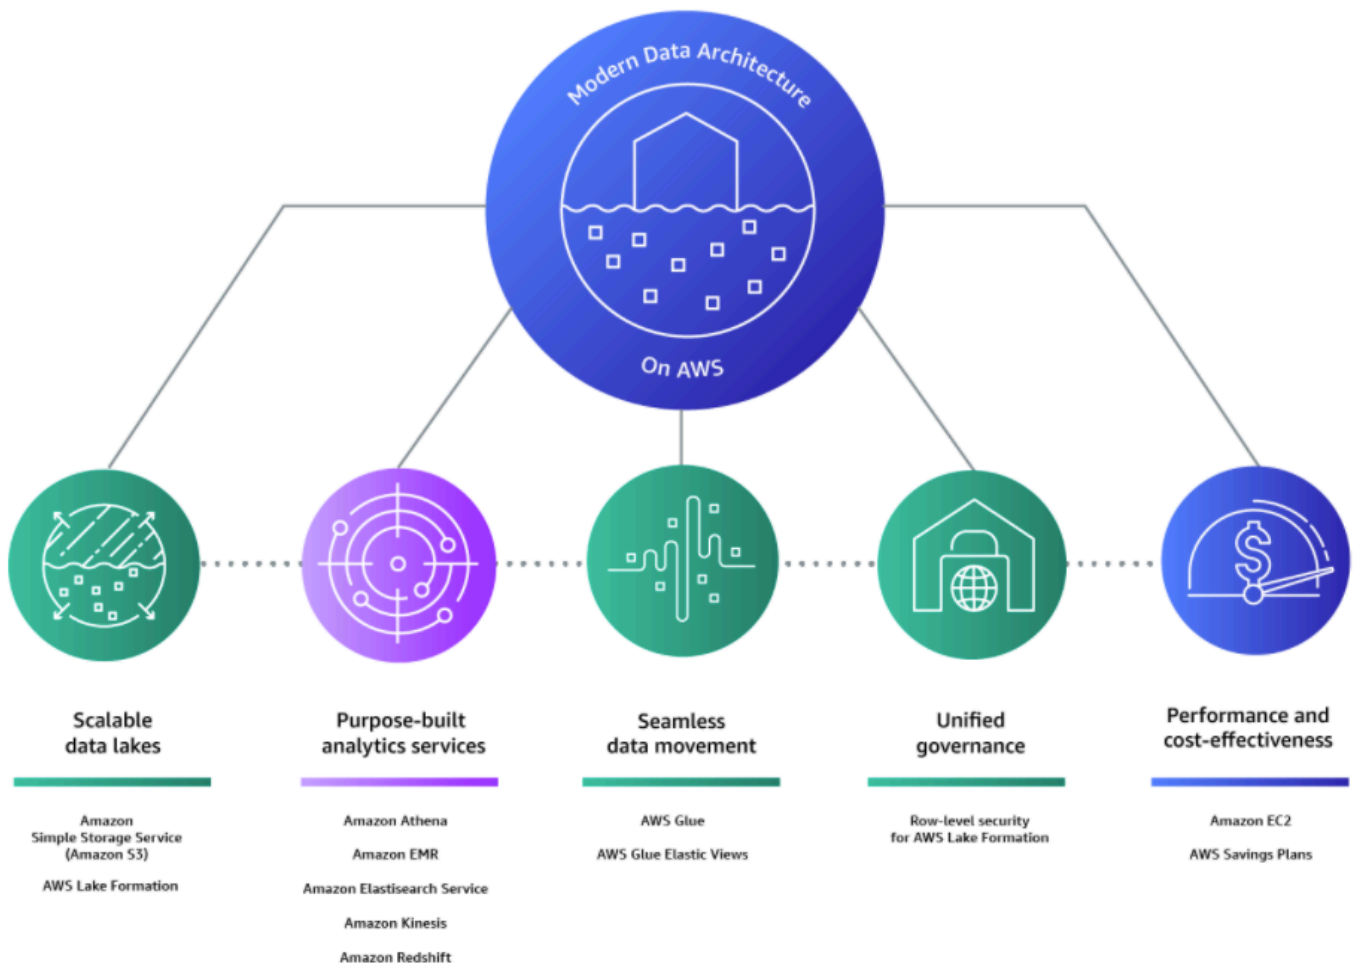 Modern Data Architecture
On AWS
Scalable
data lakes
Amazon
Simple Storage Service
(Amazon S3)
AWS Lake Formation
Purpose-built
analytics services
Amazon Athena
Amazon EMR
Amazon Elastisearch Service
Amazon Kinesis
Amazon Redshift
Seamless
data movement
AWS Glue
AWS Glue Elastic Views
Unified
governance
Row-level security
for AWS Lake Formation
Performance and
cost-effectiveness
$
Amazon EC2
AWS Savings Plans